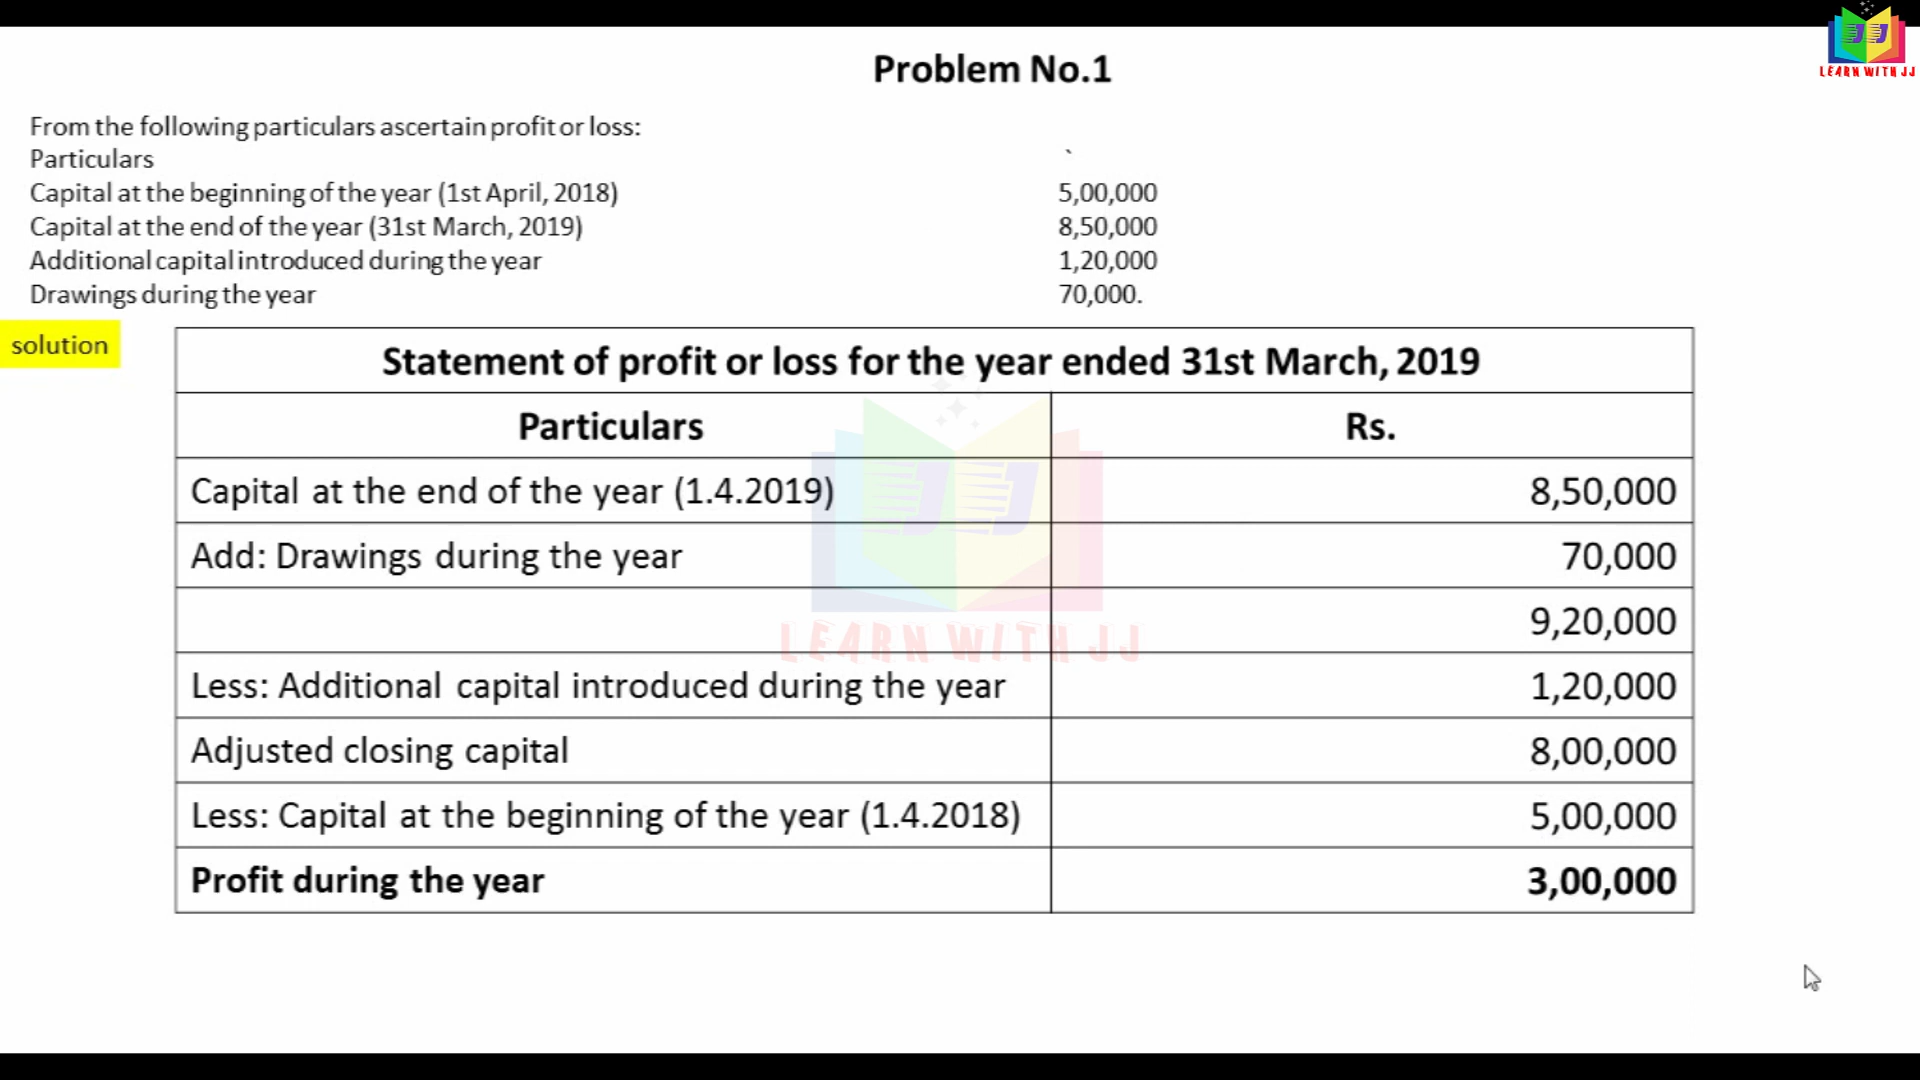 LEARN WITH JJ
Problem No.1
From the following particulars ascertain profit or loss:
Particulars `
Capital at the beginning of the year (1st April, 2018) 5,00,000
Capital at the end of the year (31st March, 2019) 8,50,000
Additional capital introduced during the year 1,20,000
Drawings during the year 70,000.
solution
Statement of profit or loss for the year ended 31st March, 2019
Particulars Rs.
Capital at the end of the year (1.4.2019) 8,50,000
Add: Drawings during the year 70,000
9,20,000
LEARN WITH JJ
Less: Additional capital introduced during the year 1,20,000
Adjusted closing capital 8,00,000
Less: Capital at the beginning of the year (1.4.2018) 5,00,000
Profit during the year 3,00,000